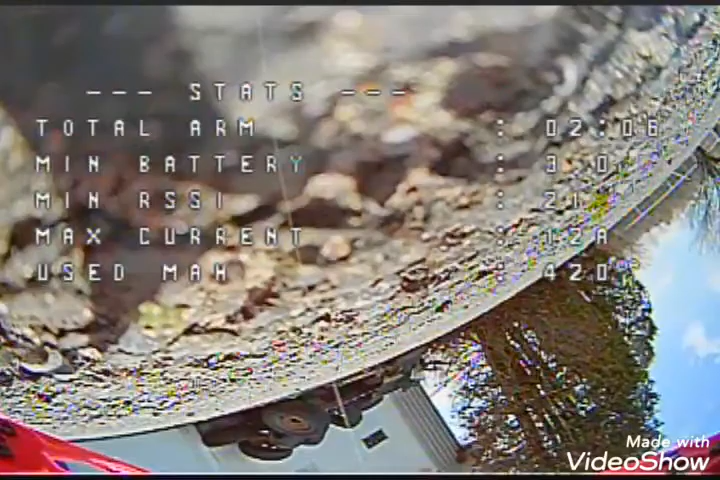 --- STATS ---
TOTAL ARM : 02:06
MIN BATTERY : 3.0
MIN RSSI : 21
MAX CURRENT : 12A
USED MAH : 420
Made with
VideoShow